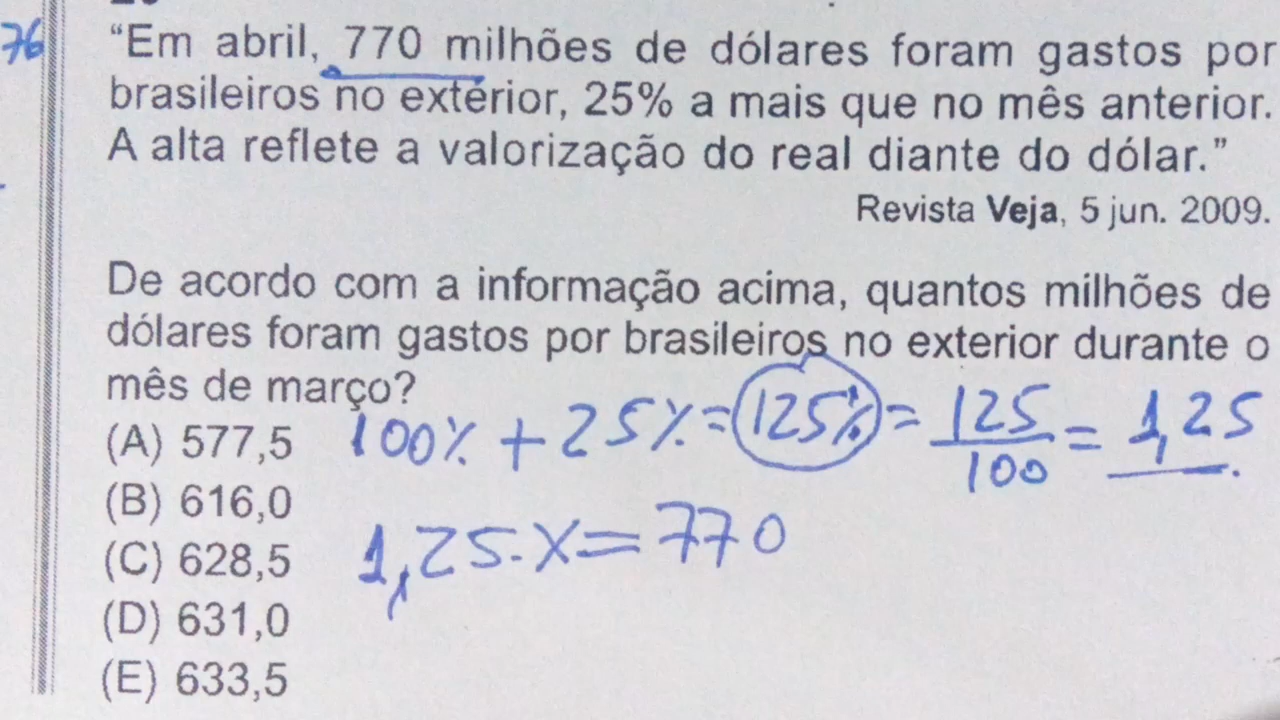 76
“Em abril, 770 milhões de dólares foram gastos por
brasileiros no exterior, 25% a mais que no mês anterior.
A alta reflete a valorização do real diante do dólar.”
Revista Veja, 5 jun. 2009.
De acordo com a informação acima, quantos milhões de
dólares foram gastos por brasileiros no exterior durante o
mês de março?
(A) 577,5
100% + 25% = 125% = 125/100 = 1,25
(B) 616,0
1,25.x = 770
(C) 628,5
(D) 631,0
(E) 633,5